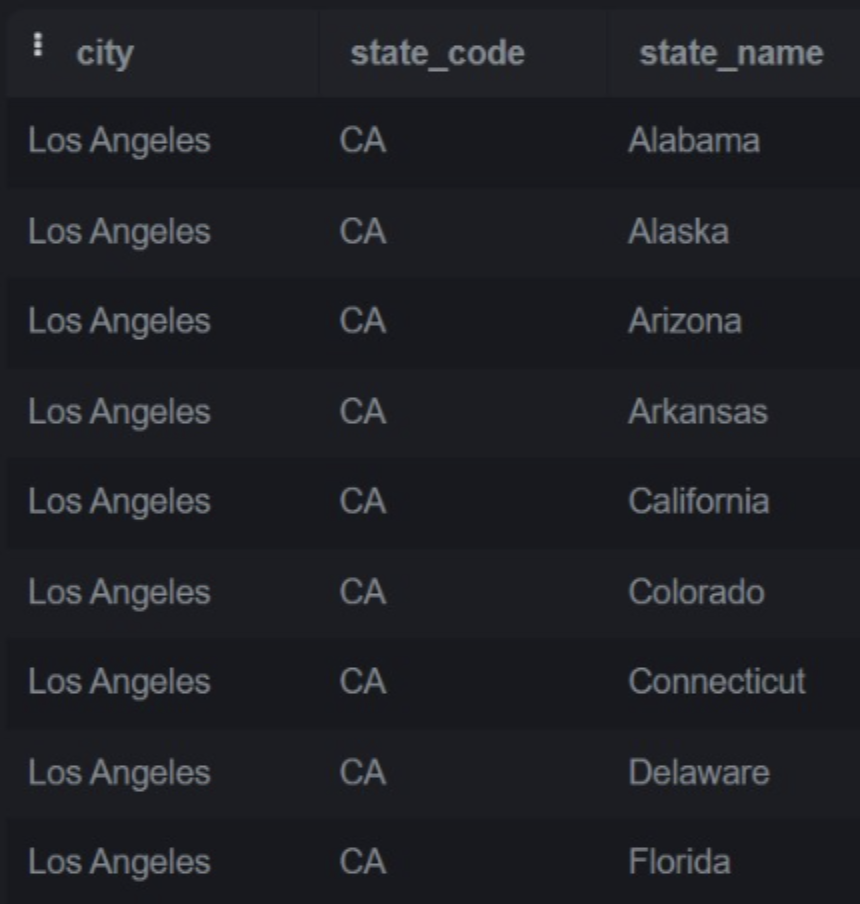 city state_code state_name
Los Angeles CA Alabama
Los Angeles CA Alaska
Los Angeles CA Arizona
Los Angeles CA Arkansas
Los Angeles CA California
Los Angeles CA Colorado
Los Angeles CA Connecticut
Los Angeles CA Delaware
Los Angeles CA Florida